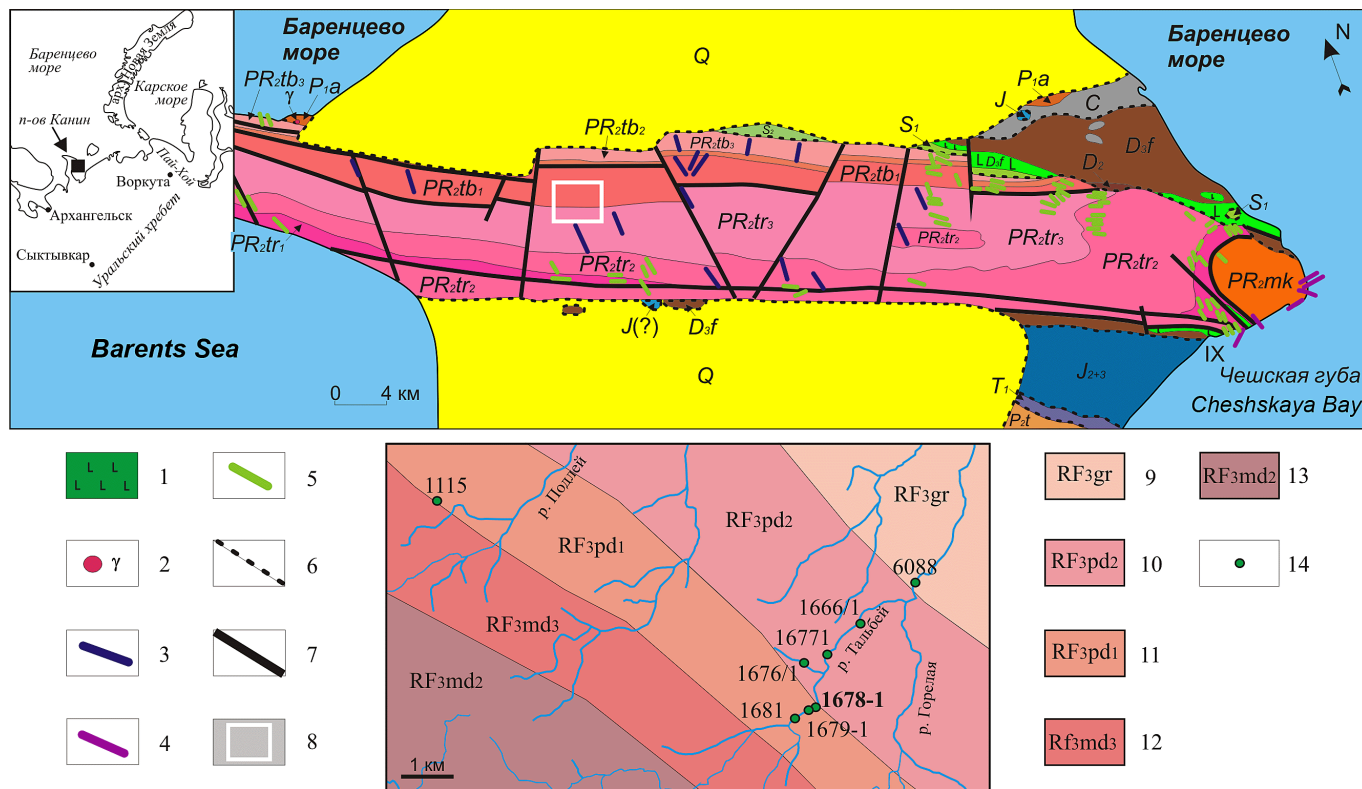 Баренцево
море
арх. Новая Земля
Карское
море
п-ов Канин
Пай-Хой
Воркута
Архангельск
Сыктывкар
Уральский хребет
Баренцево
море
PR₂tb₃
γ
P₁a
Q
Баренцево
море
N
P₁a
J
C
S₁
S₂
PR₂tb₂
PR₂tb₃
L D₃f
D₂
D₃f
PR₂tb₁
PR₂tb₁
S₁
L
PR₂tr₁
PR₂tr₃
PR₂tr₂
PR₂tr₃
PR₂tr₂
PR₂tr₂
PR₂tr₂
PR₂mk
J(?)
D₃f
IX
Barents Sea
0 4 км
Q
J₂₊₃
T₁
P₂t
Чешская губа
Cheshskaya Bay
L L
L L L
1
γ 2
3
4
5
6
7
8
1115
р. Подлей
RF₃pd₂
RF₃gr
RF₃pd₁
6088
1666/1
RF₃md₃
16771
р. Тальбей
1676/1
RF₃md₂
1678-1
1681
1679-1
р. Горелая
1 км
RF₃gr 9
RF₃pd₂ 10
RF₃pd₁ 11
Rf₃md₃ 12
RF₃md₂ 13
14